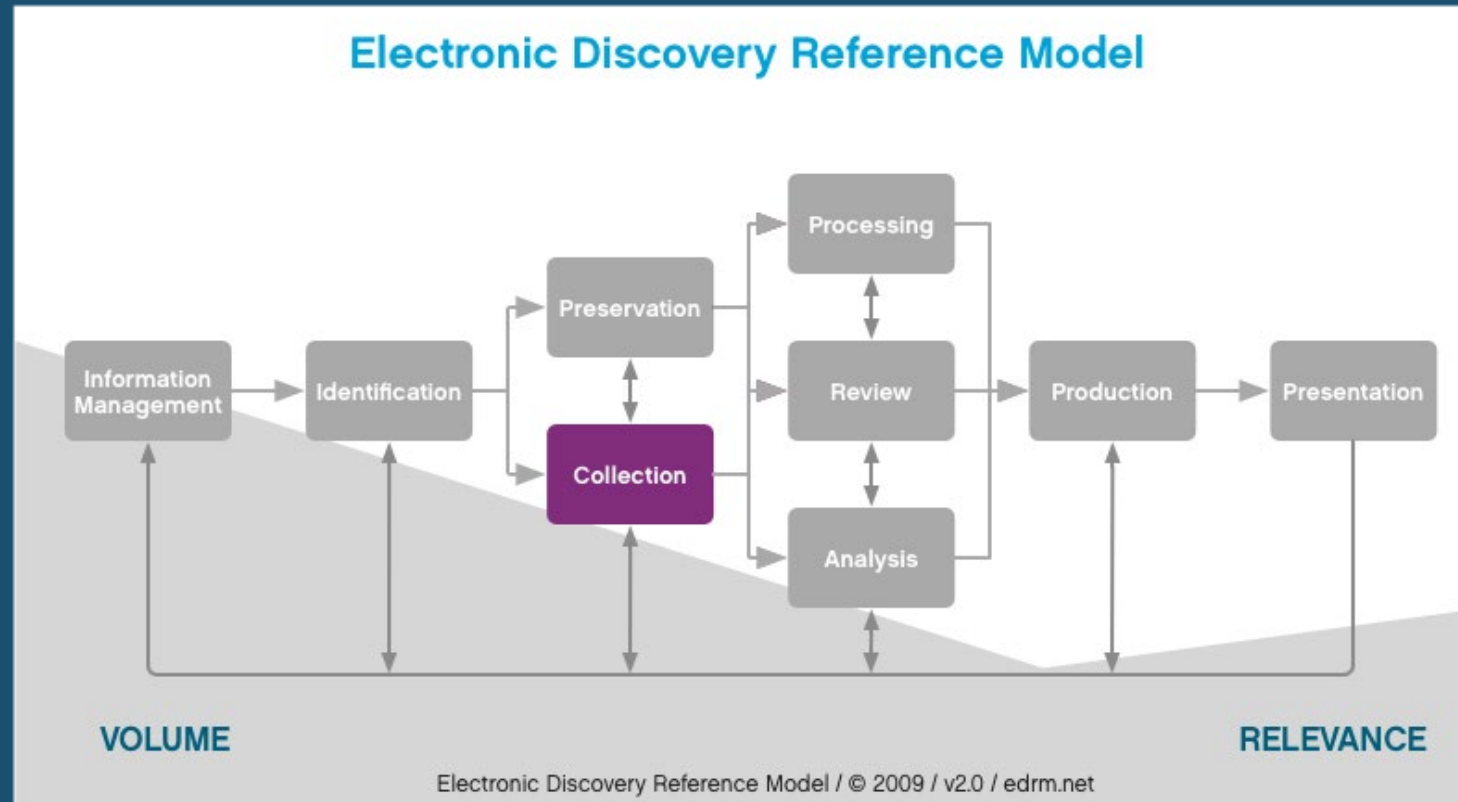 Electronic Discovery Reference Model
Processing
Preservation
Information
Management
Identification
Review
Production
Presentation
Collection
Analysis
VOLUME
RELEVANCE
Electronic Discovery Reference Model / © 2009 / v2.0 / edrm.net